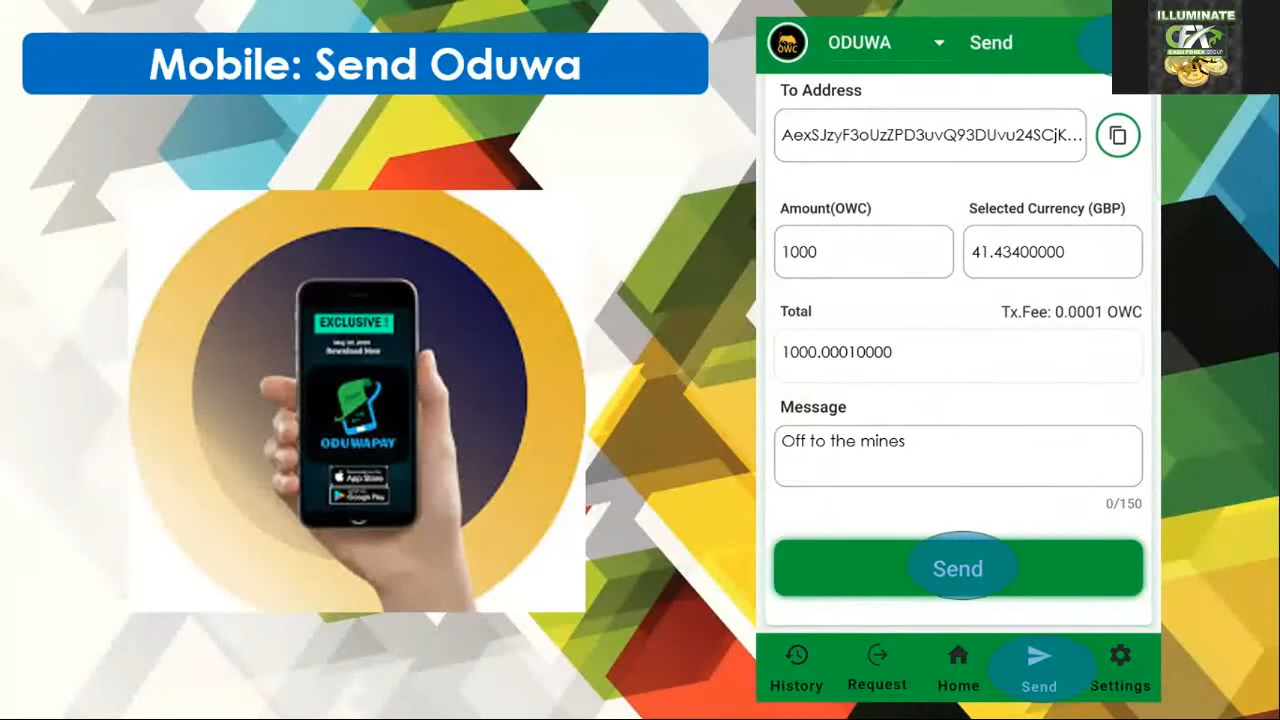 Mobile: Send Oduwa
EXCLUSIVE !
Download Now
ODUWAPAY
App Store
Google Play
OWC
ODUWA
Send
ILLUMINATE
CFX
CASH FOREX GROUP
To Address
AexSJzyF3oUzZPD3uvQ93DUvu24SCjK...
Amount(OWC)
Selected Currency (GBP)
1000
41.43400000
Total
Tx.Fee: 0.0001 OWC
1000.00010000
Message
Off to the mines
0/150
Send
History
Request
Home
Send
Settings